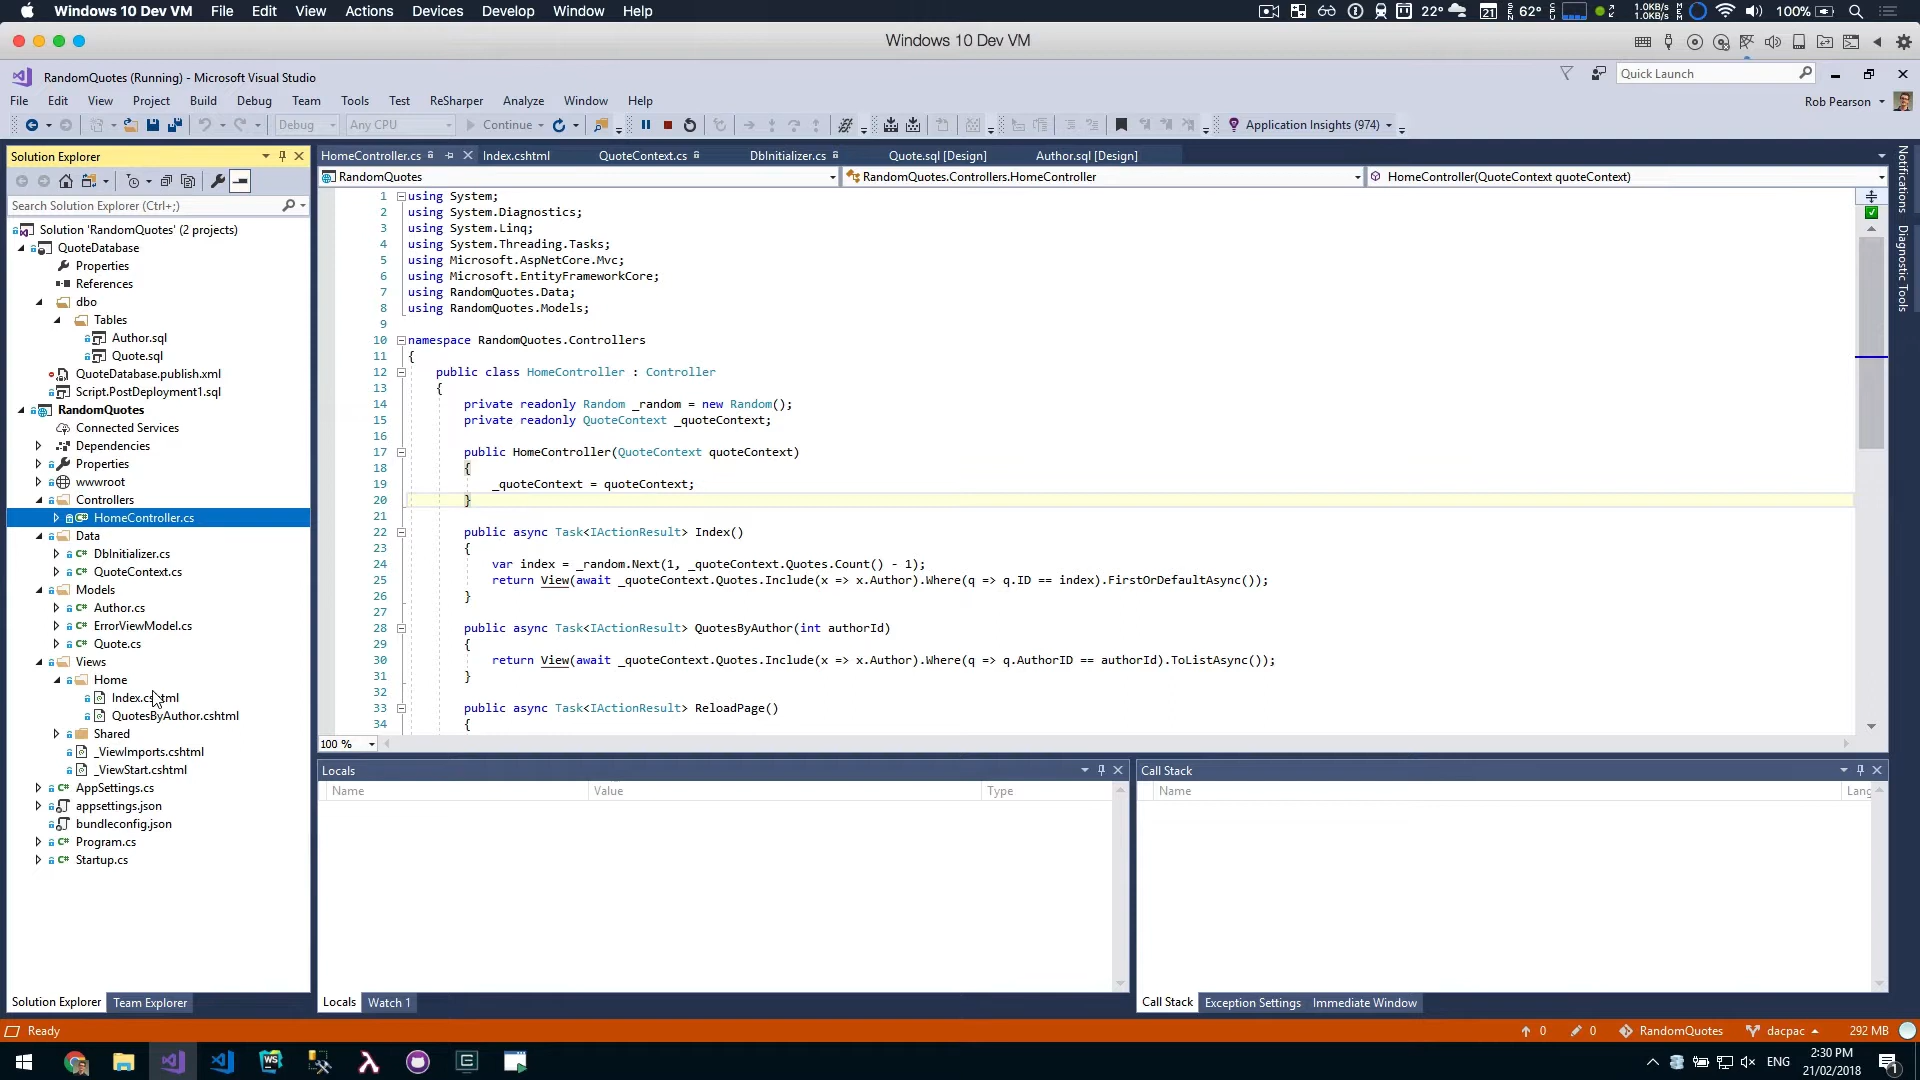 Windows 10 Dev VM File Edit View Actions Devices Develop Window Help
22° 21 62° 1.0KB/s 1.0KB/s 100%
Windows 10 Dev VM
RandomQuotes (Running) - Microsoft Visual Studio
Quick Launch
File Edit View Project Build Debug Team Tools Test ReSharper Analyze Window Help
Rob Pearson
Debug Any CPU Continue Application Insights (974)
Solution Explorer
Search Solution Explorer (Ctrl+;)
Solution 'RandomQuotes' (2 projects)
QuoteDatabase
Properties
References
dbo
Tables
Author.sql
Quote.sql
QuoteDatabase.publish.xml
Script.PostDeployment1.sql
RandomQuotes
Connected Services
Dependencies
Properties
wwwroot
Controllers
HomeController.cs
Data
DbInitializer.cs
QuoteContext.cs
Models
Author.cs
ErrorViewModel.cs
Quote.cs
Views
Home
QuotesByAuthor.cshtml
Shared
_ViewImports.cshtml
_ViewStart.cshtml
AppSettings.cs
appsettings.json
bundleconfig.json
Program.cs
Startup.cs
Solution Explorer Team Explorer
HomeController.cs Index.cshtml QuoteContext.cs DbInitializer.cs Quote.sql [Design] Author.sql [Design]
RandomQuotes RandomQuotes.Controllers.HomeController HomeController(QuoteContext quoteContext)
1 using System;
2 using System.Diagnostics;
3 using System.Linq;
4 using System.Threading.Tasks;
5 using Microsoft.AspNetCore.Mvc;
6 using Microsoft.EntityFrameworkCore;
7 using RandomQuotes.Data;
8 using RandomQuotes.Models;
9
10 namespace RandomQuotes.Controllers
11 {
12 public class HomeController : Controller
13 {
14 private readonly Random _random = new Random();
15 private readonly QuoteContext _quoteContext;
16
17 public HomeController(QuoteContext quoteContext)
18 {
19 _quoteContext = quoteContext;
20 }
21
22 public async Task<IActionResult> Index()
23 {
24 var index = _random.Next(1, _quoteContext.Quotes.Count() - 1);
25 return View(await _quoteContext.Quotes.Include(x => x.Author).Where(q => q.ID == index).FirstOrDefaultAsync());
26 }
27
28 public async Task<IActionResult> QuotesByAuthor(int authorId)
29 {
30 return View(await _quoteContext.Quotes.Include(x => x.Author).Where(q => q.AuthorID == authorId).ToListAsync());
31 }
32
33 public async Task<IActionResult> ReloadPage()
34 {
100 %
Notifications
Diagnostic Tools
Locals
Name Value Type
Locals Watch 1
Call Stack
Name Lang
Call Stack Exception Settings Immediate Window
Ready 0 0 RandomQuotes dacpac 292 MB
ENG 2:30 PM
21/02/2018